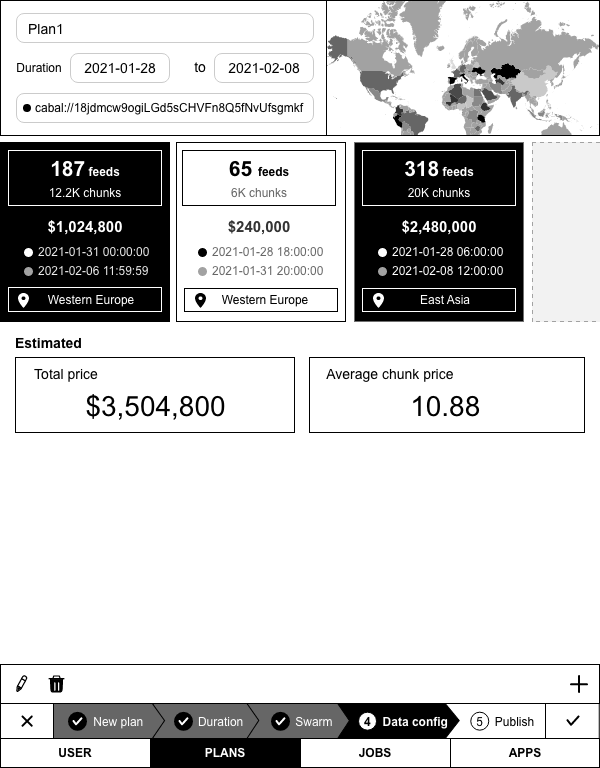 Plan1
Duration 2021-01-28 to 2021-02-08
cabal://18jdmcw9ogiLGd5sCHVFn8Q5fNvUfsgmkf
187 feeds
12.2K chunks
$1,024,800
2021-01-31 00:00:00
2021-02-06 11:59:59
Western Europe
65 feeds
6K chunks
$240,000
2021-01-28 18:00:00
2021-01-31 20:00:00
Western Europe
318 feeds
20K chunks
$2,480,000
2021-01-28 06:00:00
2021-02-08 12:00:00
East Asia
Estimated
Total price
$3,504,800
Average chunk price
10.88
New plan Duration Swarm 4 Data config 5 Publish
USER PLANS JOBS APPS